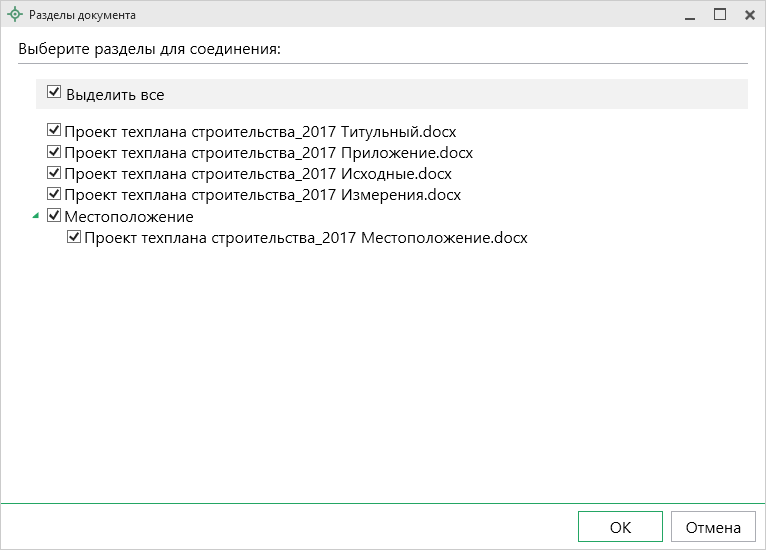 Разделы документа
Выберите разделы для соединения:
Выделить все
Проект техплана строительства_2017 Титульный.docx
Проект техплана строительства_2017 Приложение.docx
Проект техплана строительства_2017 Исходные.docx
Проект техплана строительства_2017 Измерения.docx
Местоположение
Проект техплана строительства_2017 Местоположение.docx
ОК Отмена